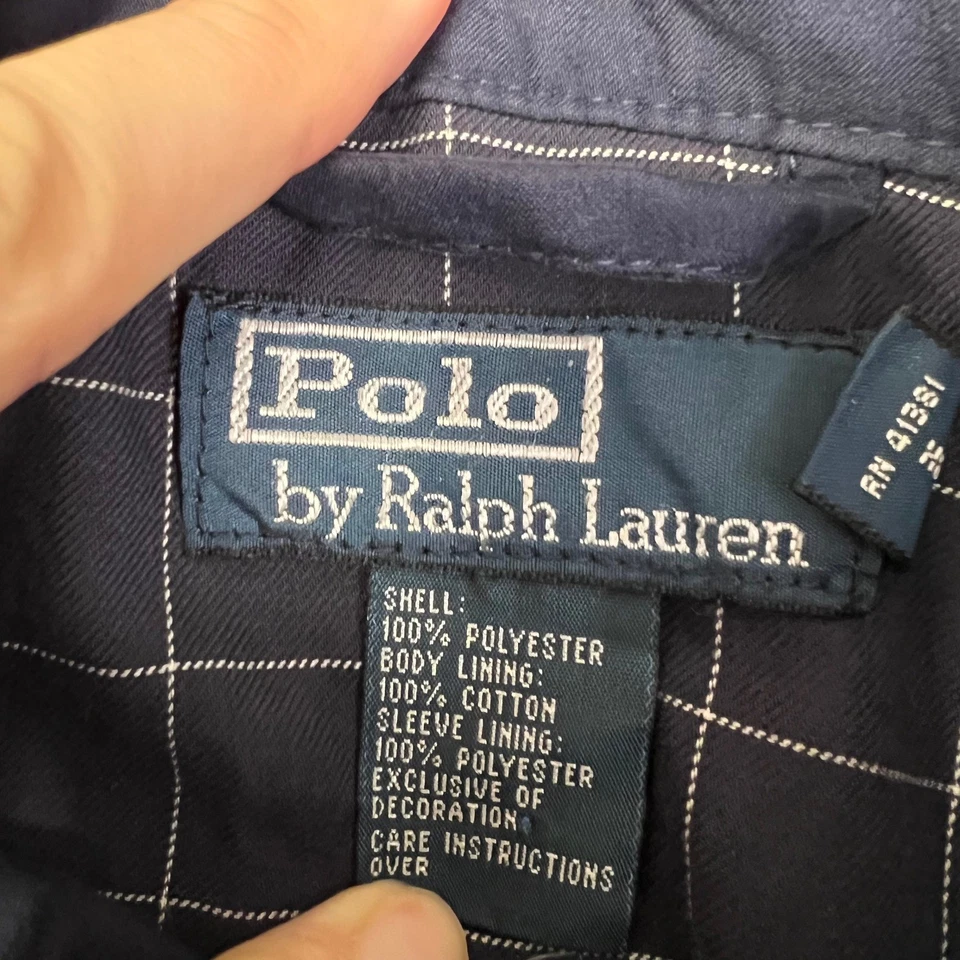 Polo
by Ralph Lauren
RN 41381
SHELL:
100% POLYESTER
BODY LINING:
100% COTTON
SLEEVE LINING:
100% POLYESTER
EXCLUSIVE OF
DECORATION
CARE INSTRUCTIONS
OVER